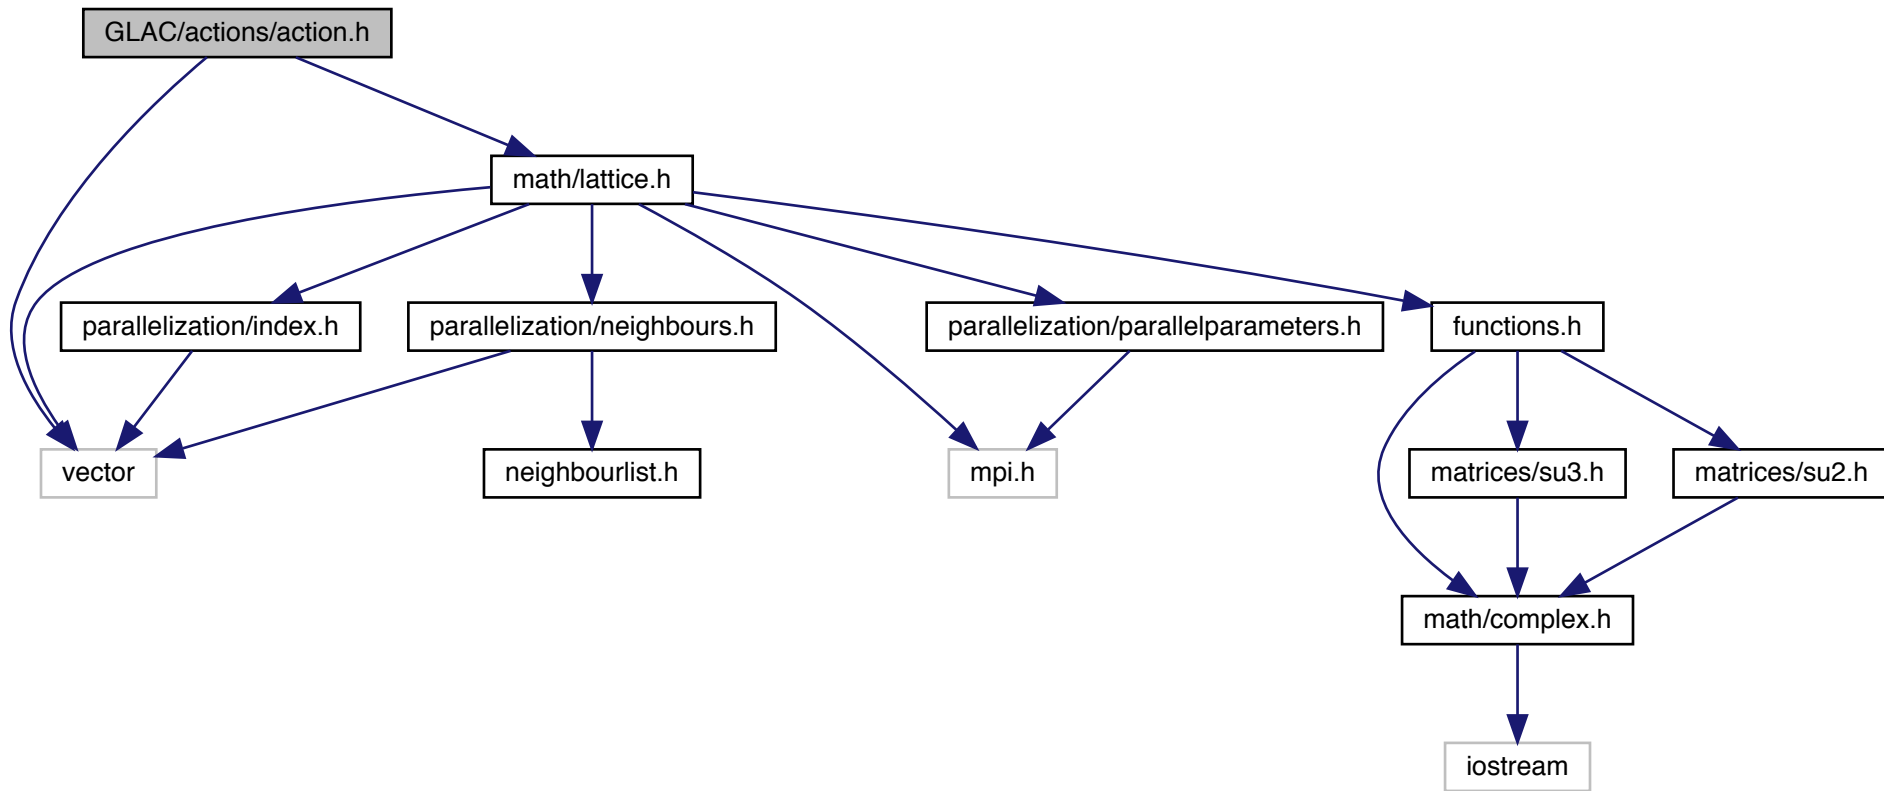 GLAC/actions/action.h
math/lattice.h
parallelization/index.h
parallelization/neighbours.h
parallelization/parallelparameters.h
functions.h
vector
neighbourlist.h
mpi.h
matrices/su3.h
matrices/su2.h
math/complex.h
iostream